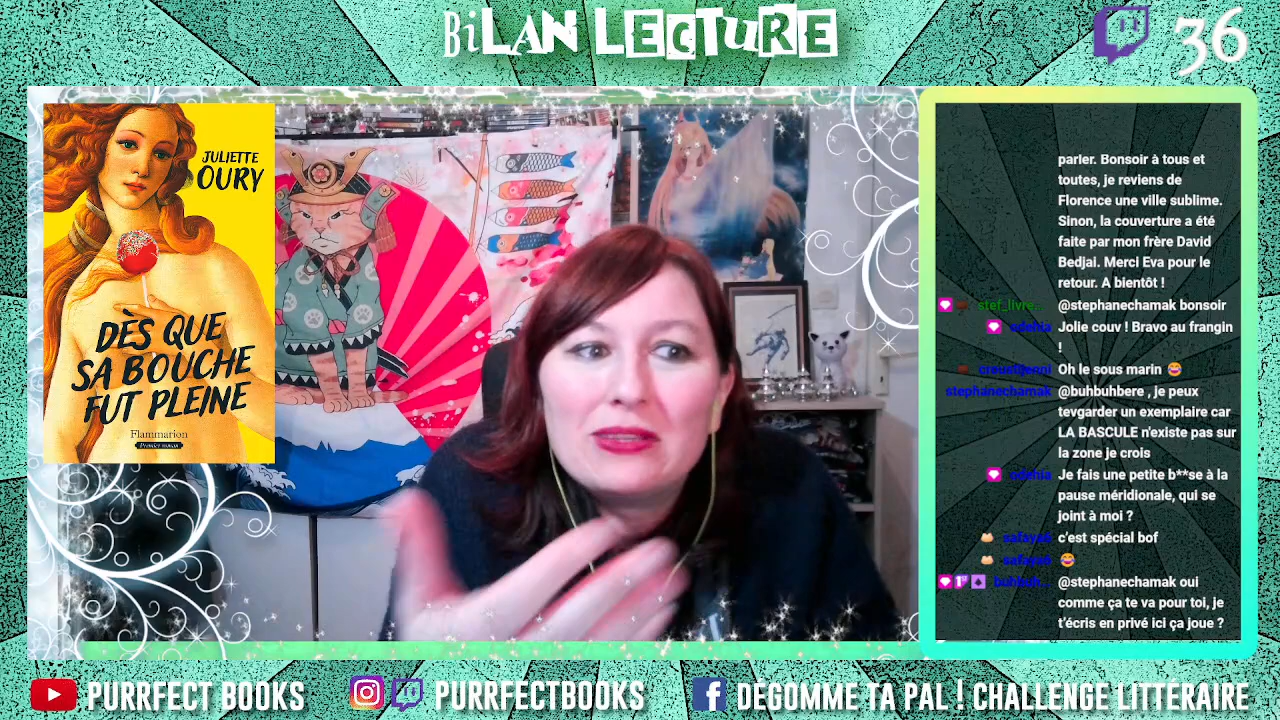 BiLAN LECTURE
36
JULIETTE
OURY
DÈS QUE
SA BOUCHE
FUT PLEINE
Flammarion
Premier roman
parler. Bonsoir à tous et
toutes, je reviens de
Florence une ville sublime.
Sinon, la couverture a été
faite par mon frère David
Bedjai. Merci Eva pour le
retour. A bientôt !
stef_livre... @stephanechamak bonsoir
odehia Jolie couv ! Bravo au frangin
!
Oh le sous marin 😂
stephanechamak @buhbuhbere , je peux
tevgarder un exemplaire car
LA BASCULE n'existe pas sur
la zone je crois
odehia Je fais une petite b**se à la
pause méridionale, qui se
joint à moi ?
c'est spécial bof
😂
@stephanechamak oui
comme ça te va pour toi, je
t'écris en privé ici ça joue ?
PURRFECT BOOKS
PURRFECTBOOKS
DÉGOMME TA PAL ! CHALLENGE LITTÉRAIRE